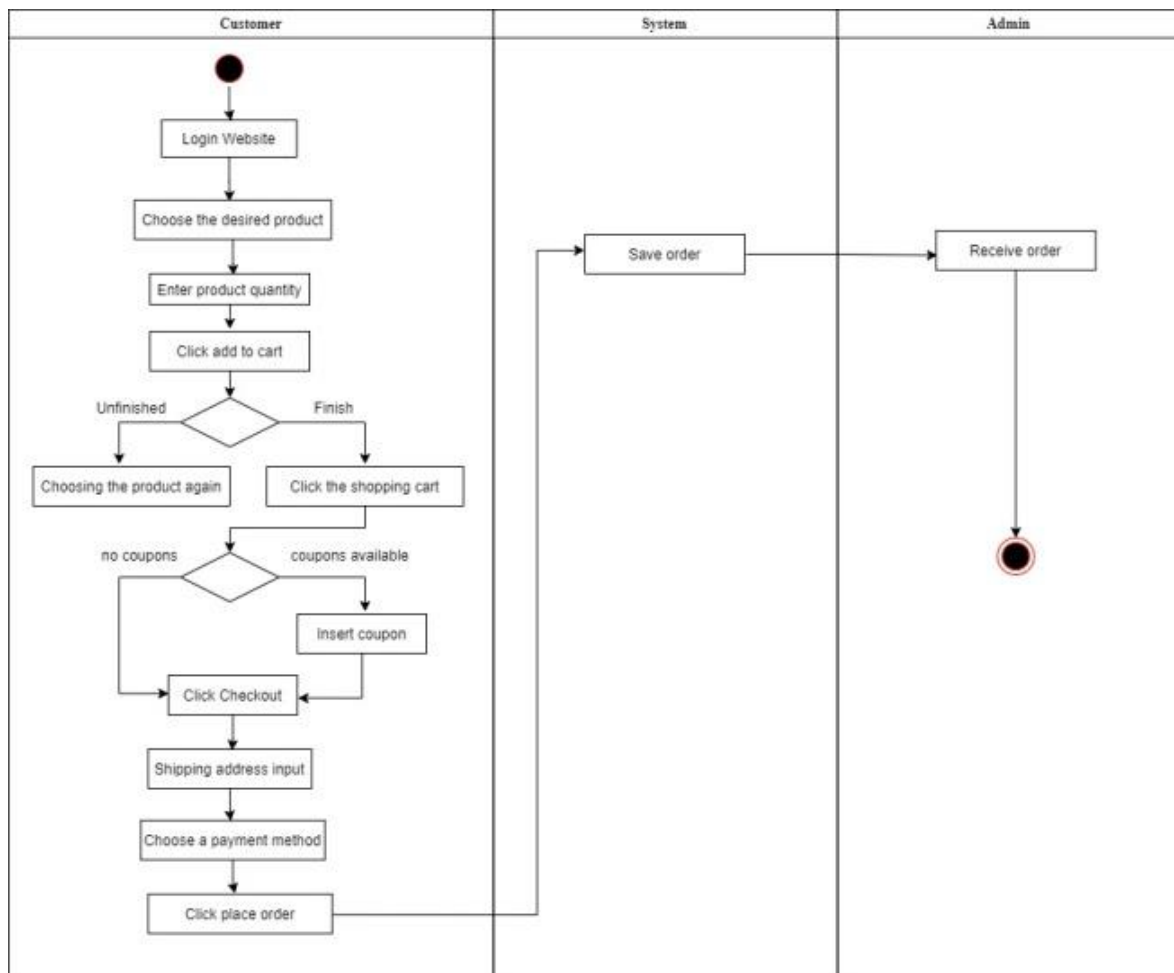 Customer
System
Admin
Login Website
Choose the desired product
Enter product quantity
Click add to cart
Unfinished
Finish
Choosing the product again
Click the shopping cart
no coupons
coupons available
Insert coupon
Click Checkout
Shipping address input
Choose a payment method
Click place order
Save order
Receive order